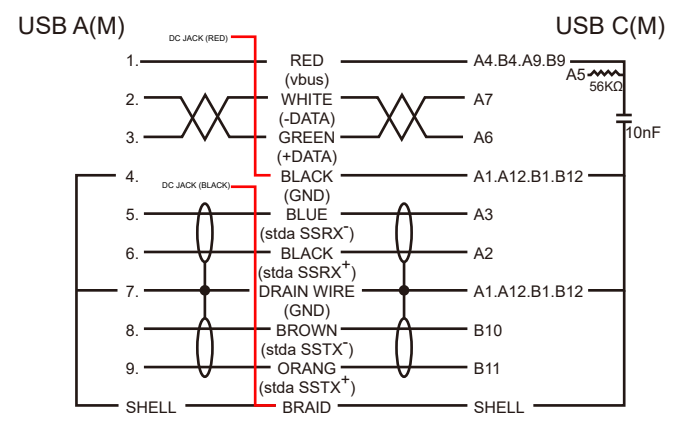 USB A(M) USB C(M)
DC JACK (RED)
1. RED A4.B4.A9.B9
(vbus) A5 56KΩ
2. WHITE A7
(-DATA) 10nF
3. GREEN A6
(+DATA)
4. BLACK A1.A12.B1.B12
DC JACK (BLACK) (GND)
5. BLUE A3
(stda SSRX-)
6. BLACK A2
(stda SSRX+)
7. DRAIN WIRE A1.A12.B1.B12
(GND)
8. BROWN B10
(stda SSTX-)
9. ORANG B11
(stda SSTX+)
SHELL BRAID SHELL